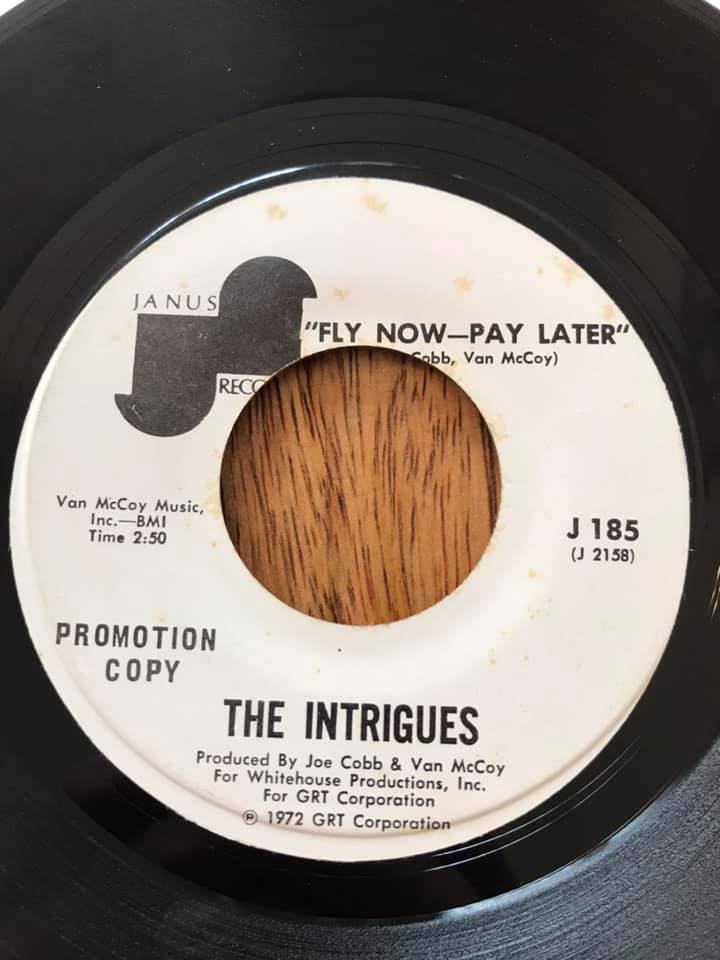 JANUS
"FLY NOW—PAY LATER"
Cobb, Van McCoy)
Van McCoy Music,
Inc.—BMI
Time 2:50
J 185
(J 2158)
PROMOTION
COPY
THE INTRIGUES
Produced By Joe Cobb & Van McCoy
For Whitehouse Productions, Inc.
For GRT Corporation
℗ 1972 GRT Corporation